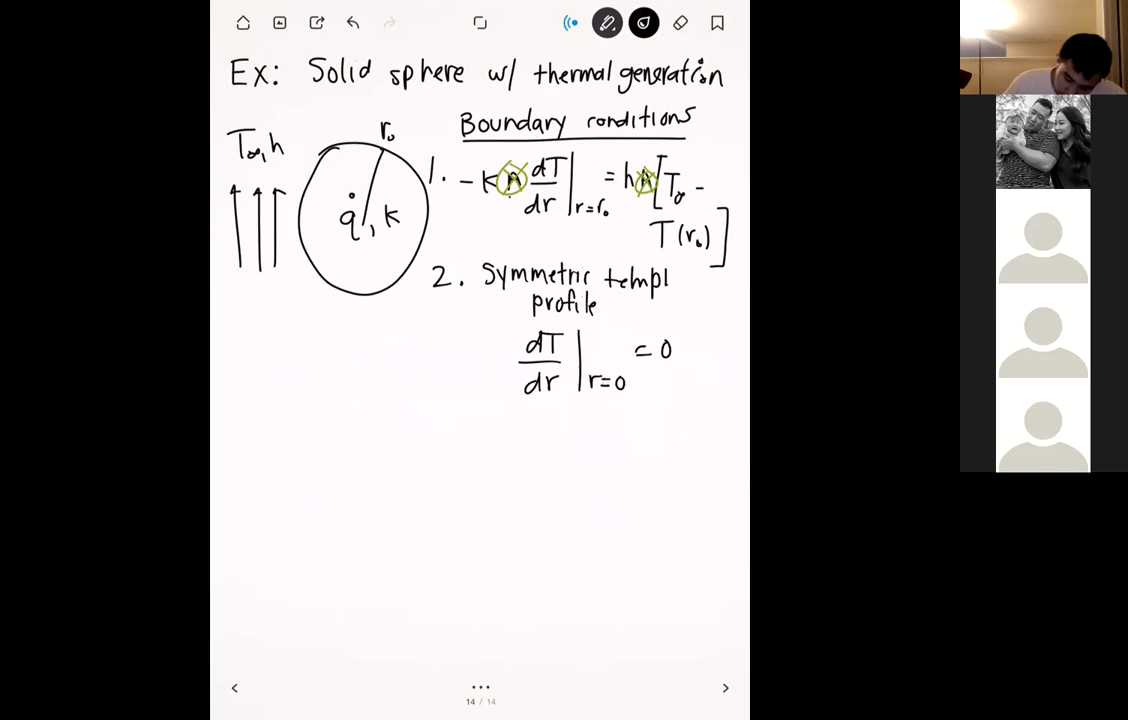 Ex: Solid sphere w/ thermal generation
Boundary conditions
T∞, h
r₀
q̇, k
1. -kA dT/dr |r=r₀ = hA[T∞ -
T(r₀)]
2. Symmetric templ
profile
dT/dr |r=0 = 0
14 / 14